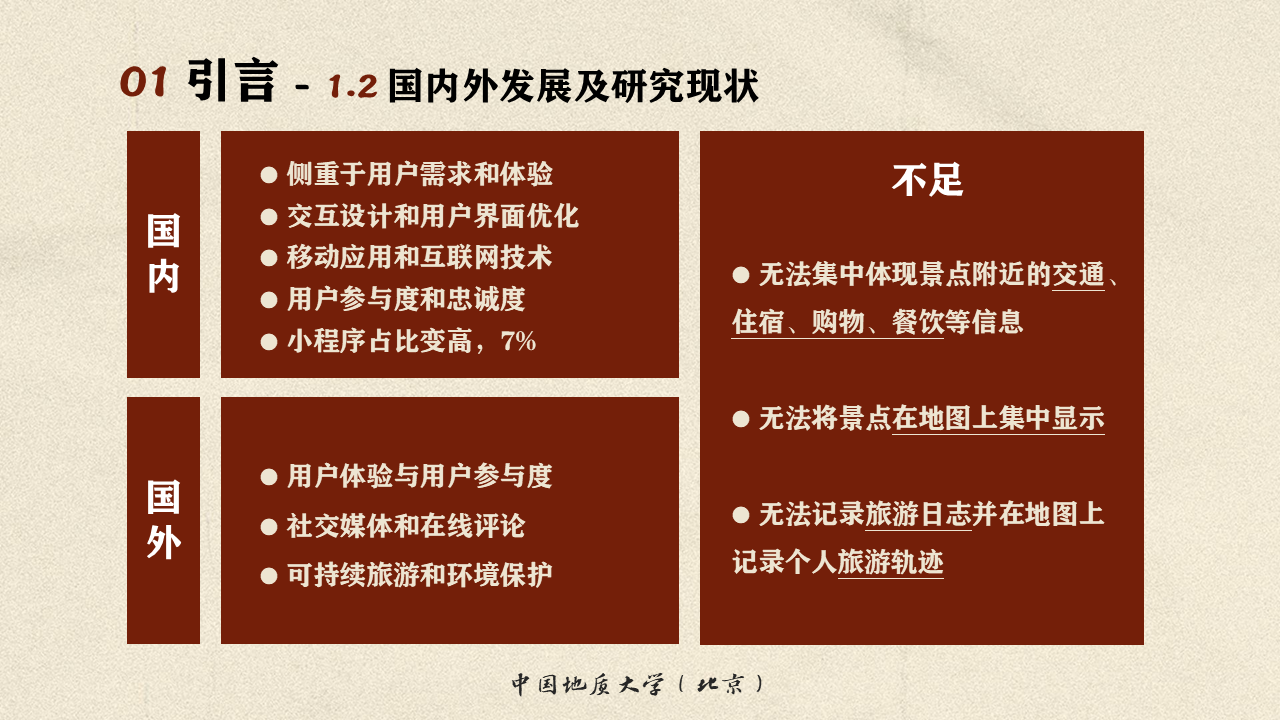 01 引言 - 1.2 国内外发展及研究现状
国
内
● 侧重于用户需求和体验
● 交互设计和用户界面优化
● 移动应用和互联网技术
● 用户参与度和忠诚度
● 小程序占比变高，7%
国
外
● 用户体验与用户参与度
● 社交媒体和在线评论
● 可持续旅游和环境保护
不足
● 无法集中体现景点附近的交通、
住宿、购物、餐饮等信息
● 无法将景点在地图上集中显示
● 无法记录旅游日志并在地图上
记录个人旅游轨迹
中国地质大学（北京）